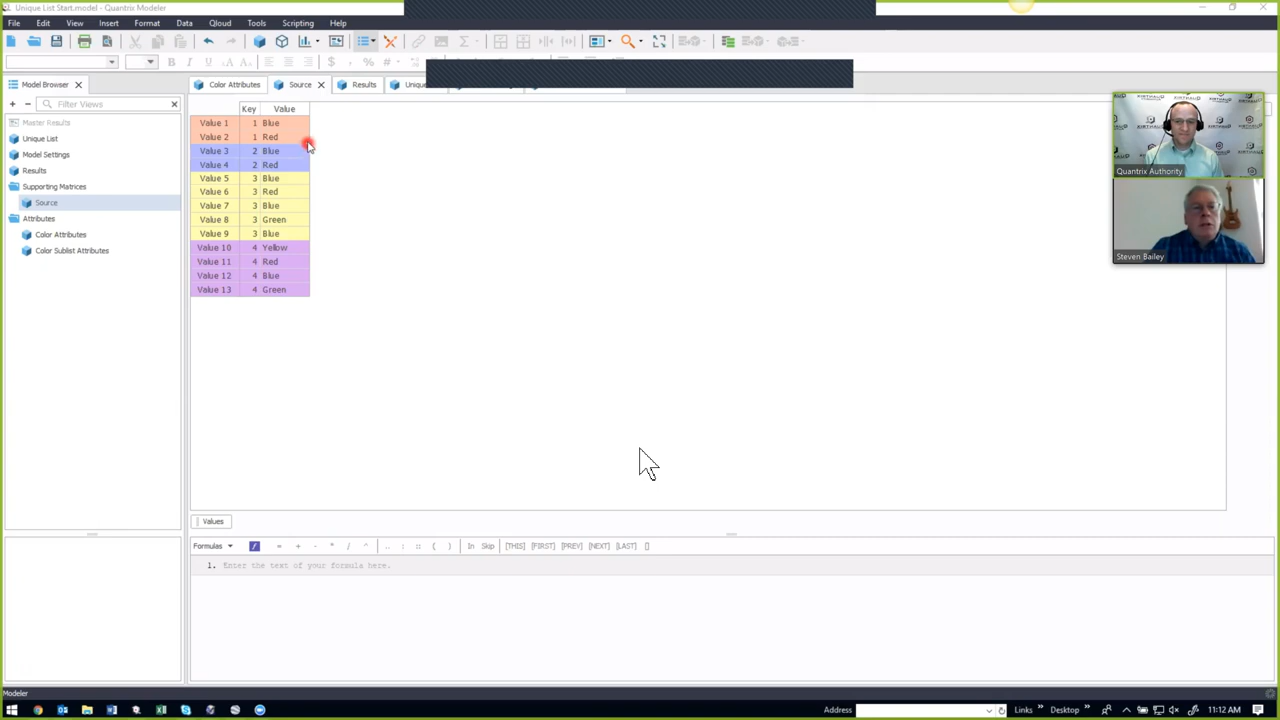 Unique List Start.model - Quantrix Modeler
File Edit View Insert Format Data Qloud Tools Scripting Help
Model Browser
Color Attributes Source Results Unique
Filter Views
Master Results
Unique List
Model Settings
Results
Supporting Matrices
Source
Attributes
Color Attributes
Color Sublist Attributes
Key Value
Value 1 1 Blue
Value 2 1 Red
Value 3 2 Blue
Value 4 2 Red
Value 5 3 Blue
Value 6 3 Red
Value 7 3 Blue
Value 8 3 Green
Value 9 3 Blue
Value 10 4 Yellow
Value 11 4 Red
Value 12 4 Blue
Value 13 4 Green
Quantrix Authority
Steven Bailey
Values
Formulas = + - * / ^ .. : :: ( ) In Skip [THIS] [FIRST] [PREV] [NEXT] [LAST] []
1. Enter the text of your formula here.
Modeler
Address Links Desktop 11:12 AM